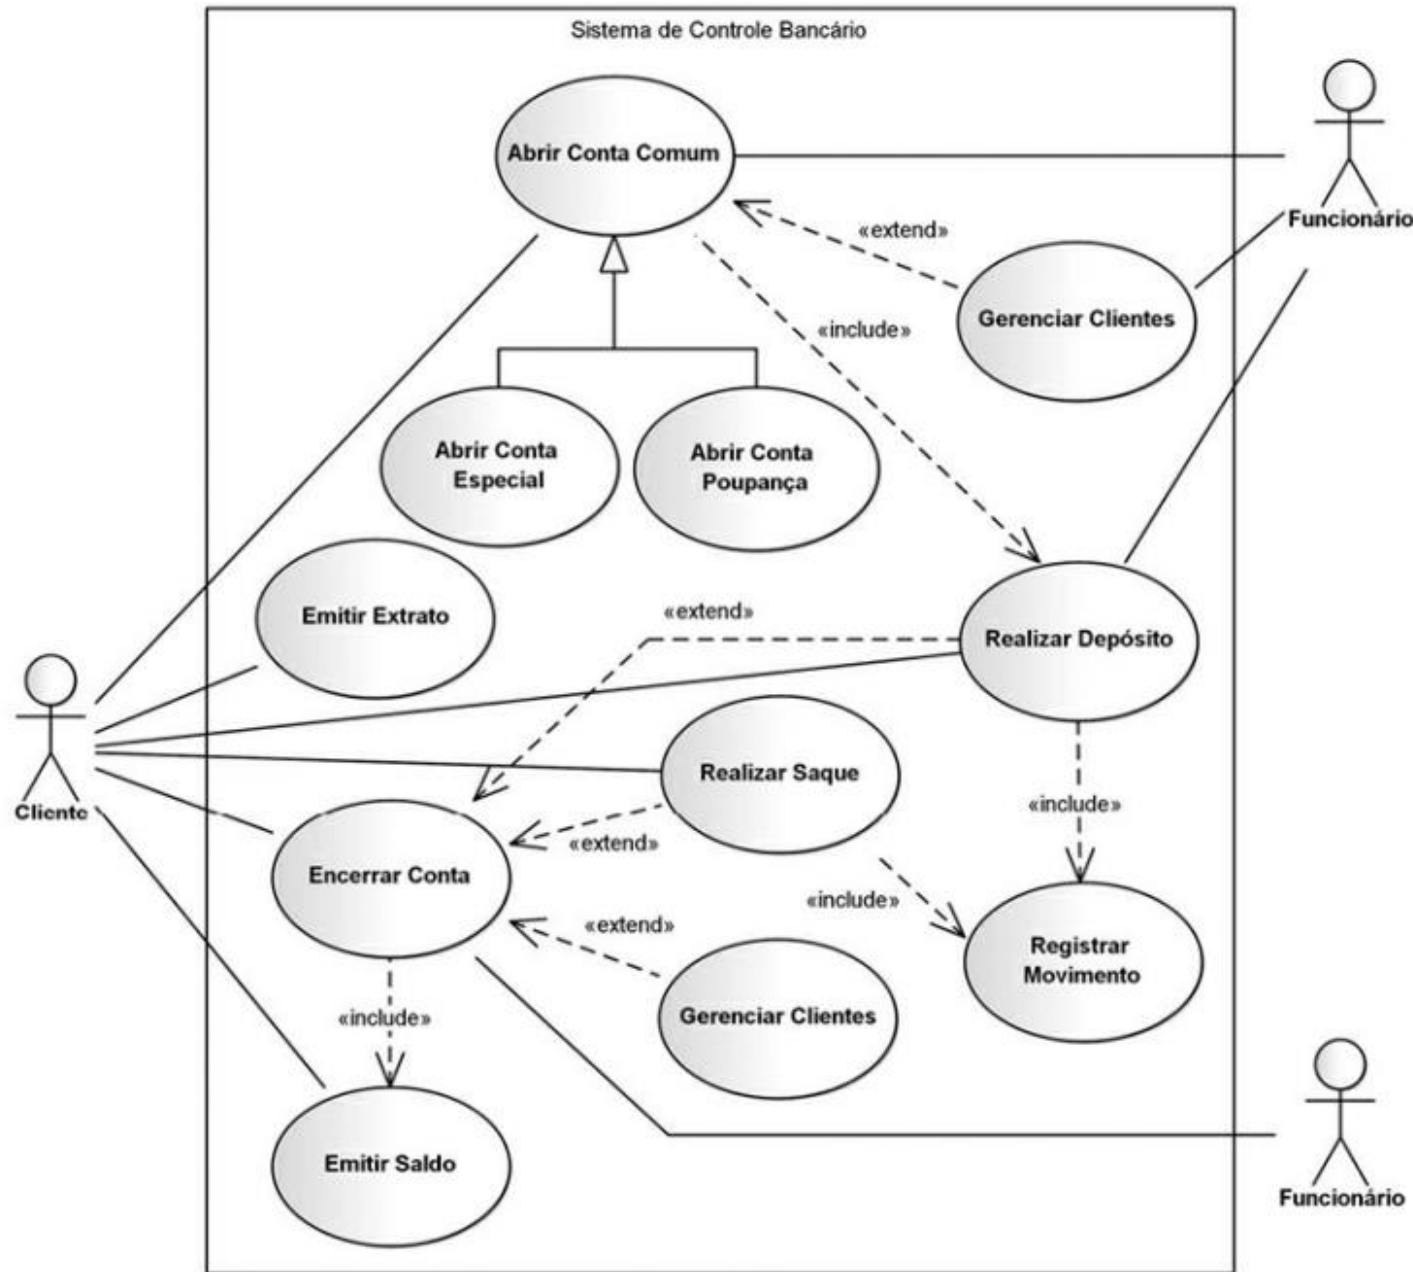 Sistema de Controle Bancário
Abrir Conta Comum
Funcionário
«extend»
Gerenciar Clientes
«include»
Abrir Conta
Especial
Abrir Conta
Poupança
Emitir Extrato
«extend»
Realizar Depósito
Realizar Saque
Cliente
«include»
«extend»
Encerrar Conta
«include»
«extend»
Registrar
Movimento
Gerenciar Clientes
«include»
Emitir Saldo
Funcionário